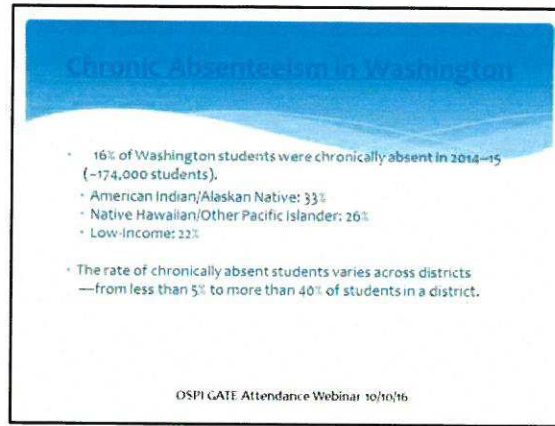 Chronic Absenteeism in Washington
• 16% of Washington students were chronically absent in 2014–15
(~174,000 students).
• American Indian/Alaskan Native: 33%
• Native Hawaiian/Other Pacific Islander: 26%
• Low-Income: 22%
• The rate of chronically absent students varies across districts
—from less than 5% to more than 40% of students in a district.
OSPI GATE Attendance Webinar 10/10/16